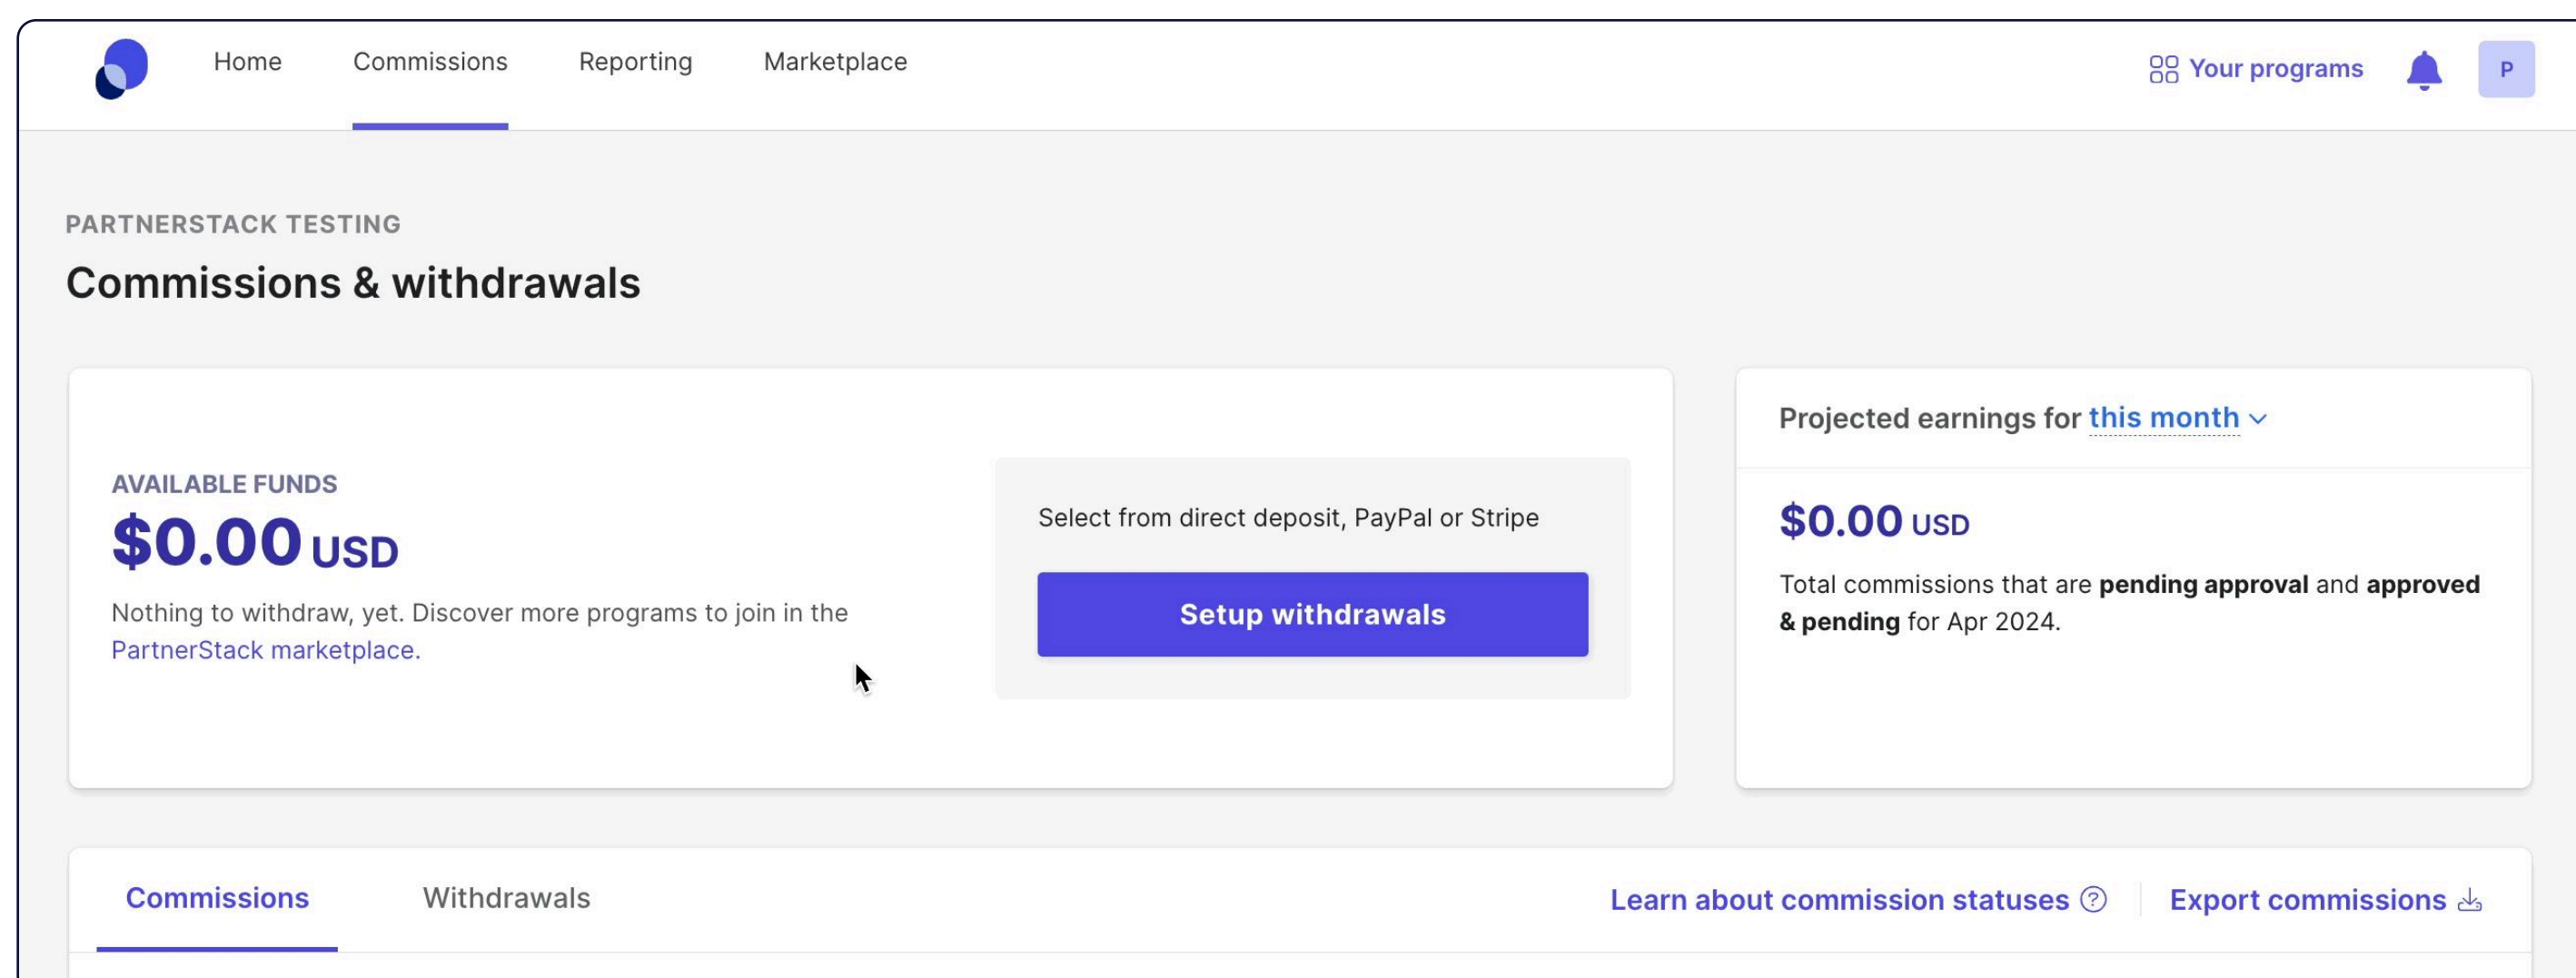 Home Commissions Reporting Marketplace Your programs P
PARTNERSTACK TESTING
Commissions & withdrawals
AVAILABLE FUNDS
$0.00 USD
Nothing to withdraw, yet. Discover more programs to join in the
PartnerStack marketplace.
Select from direct deposit, PayPal or Stripe
Setup withdrawals
Projected earnings for this month
$0.00 USD
Total commissions that are pending approval and approved
& pending for Apr 2024.
Commissions Withdrawals Learn about commission statuses ? Export commissions